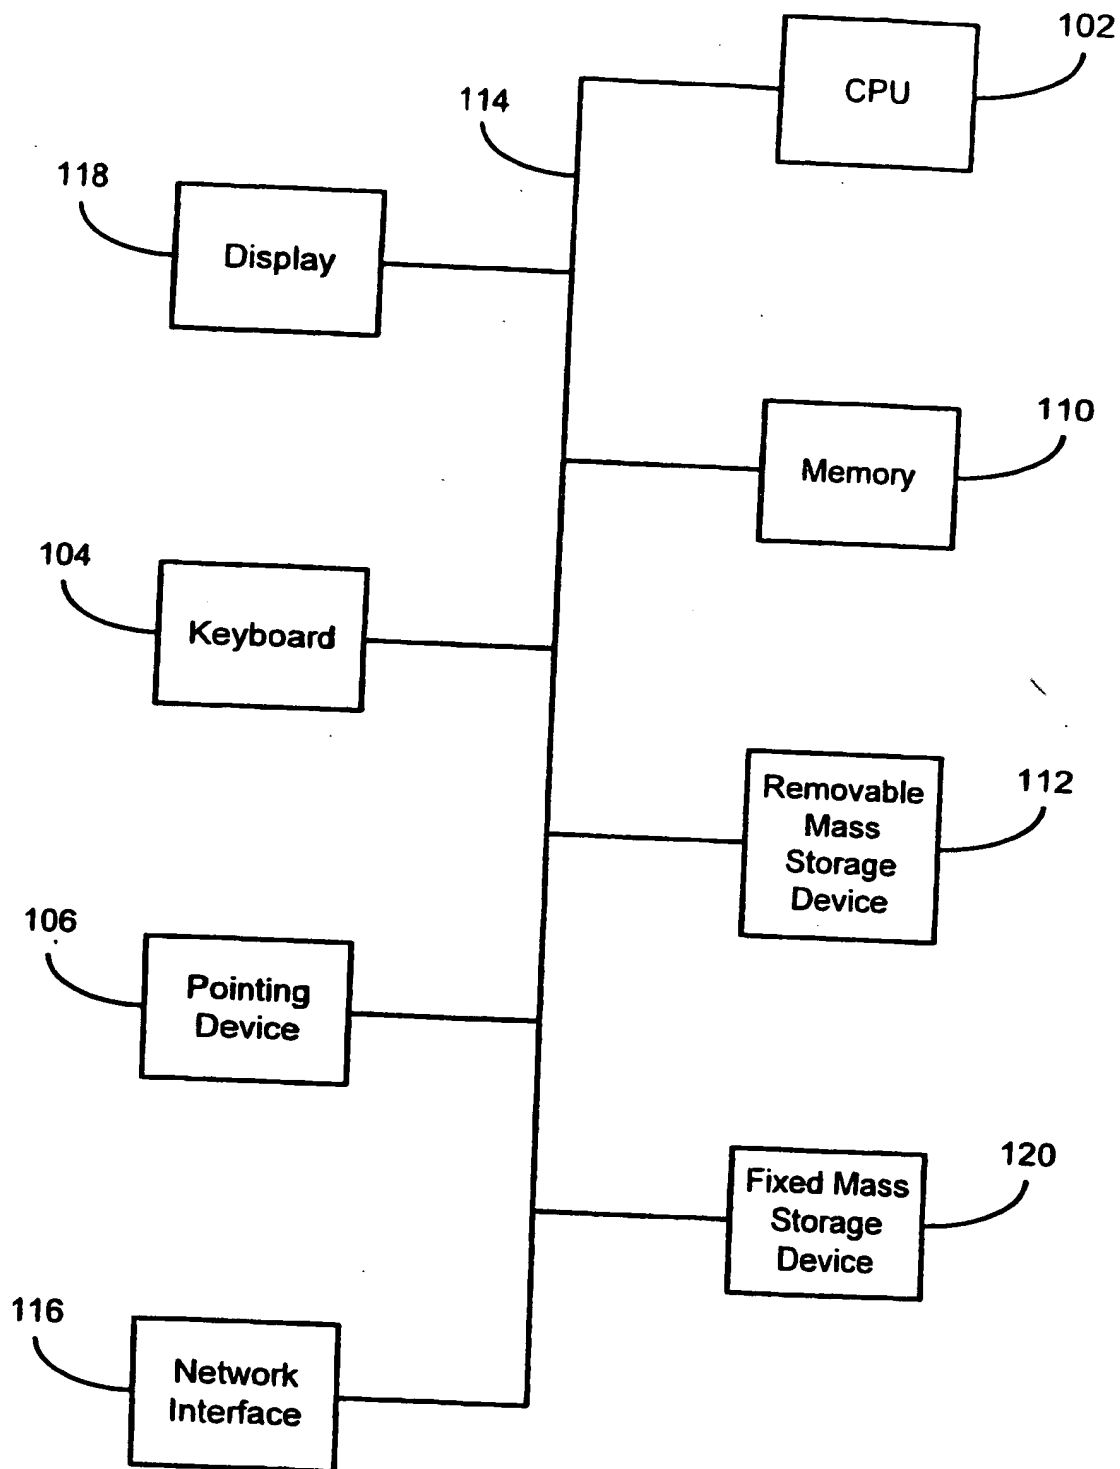 102
CPU
114
118
Display
110
Memory
104
Keyboard
112
Removable
Mass
Storage
Device
106
Pointing
Device
120
Fixed Mass
Storage
Device
116
Network
Interface